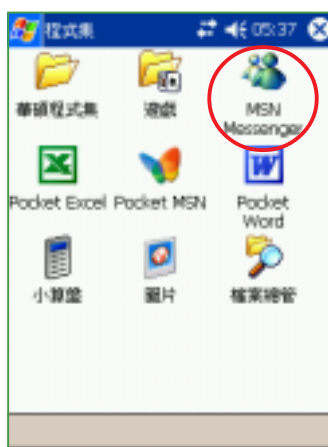 程式集 05:37
華碩程式集 遊戲 MSN
Messenger
Pocket Excel Pocket MSN Pocket
Word
小算盤 圖片 檔案總管